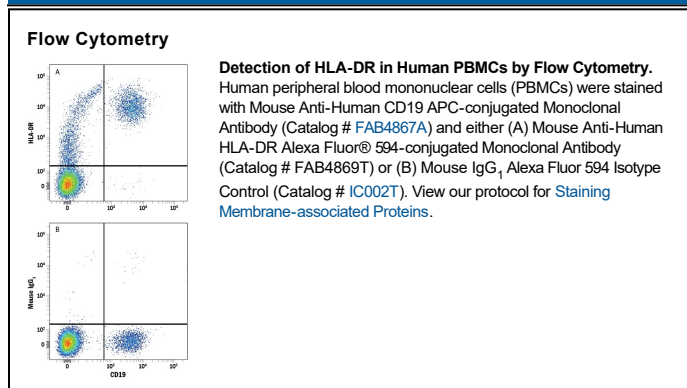 Flow Cytometry
Detection of HLA-DR in Human PBMCs by Flow Cytometry.
Human peripheral blood mononuclear cells (PBMCs) were stained
with Mouse Anti-Human CD19 APC-conjugated Monoclonal
Antibody (Catalog # FAB4867A) and either (A) Mouse Anti-Human
HLA-DR Alexa Fluor® 594-conjugated Monoclonal Antibody
(Catalog # FAB4869T) or (B) Mouse IgG1 Alexa Fluor 594 Isotype
Control (Catalog # IC002T). View our protocol for Staining
Membrane-associated Proteins.
A
HLA-DR
0
B
Mouse IgG1
0
0
CD19